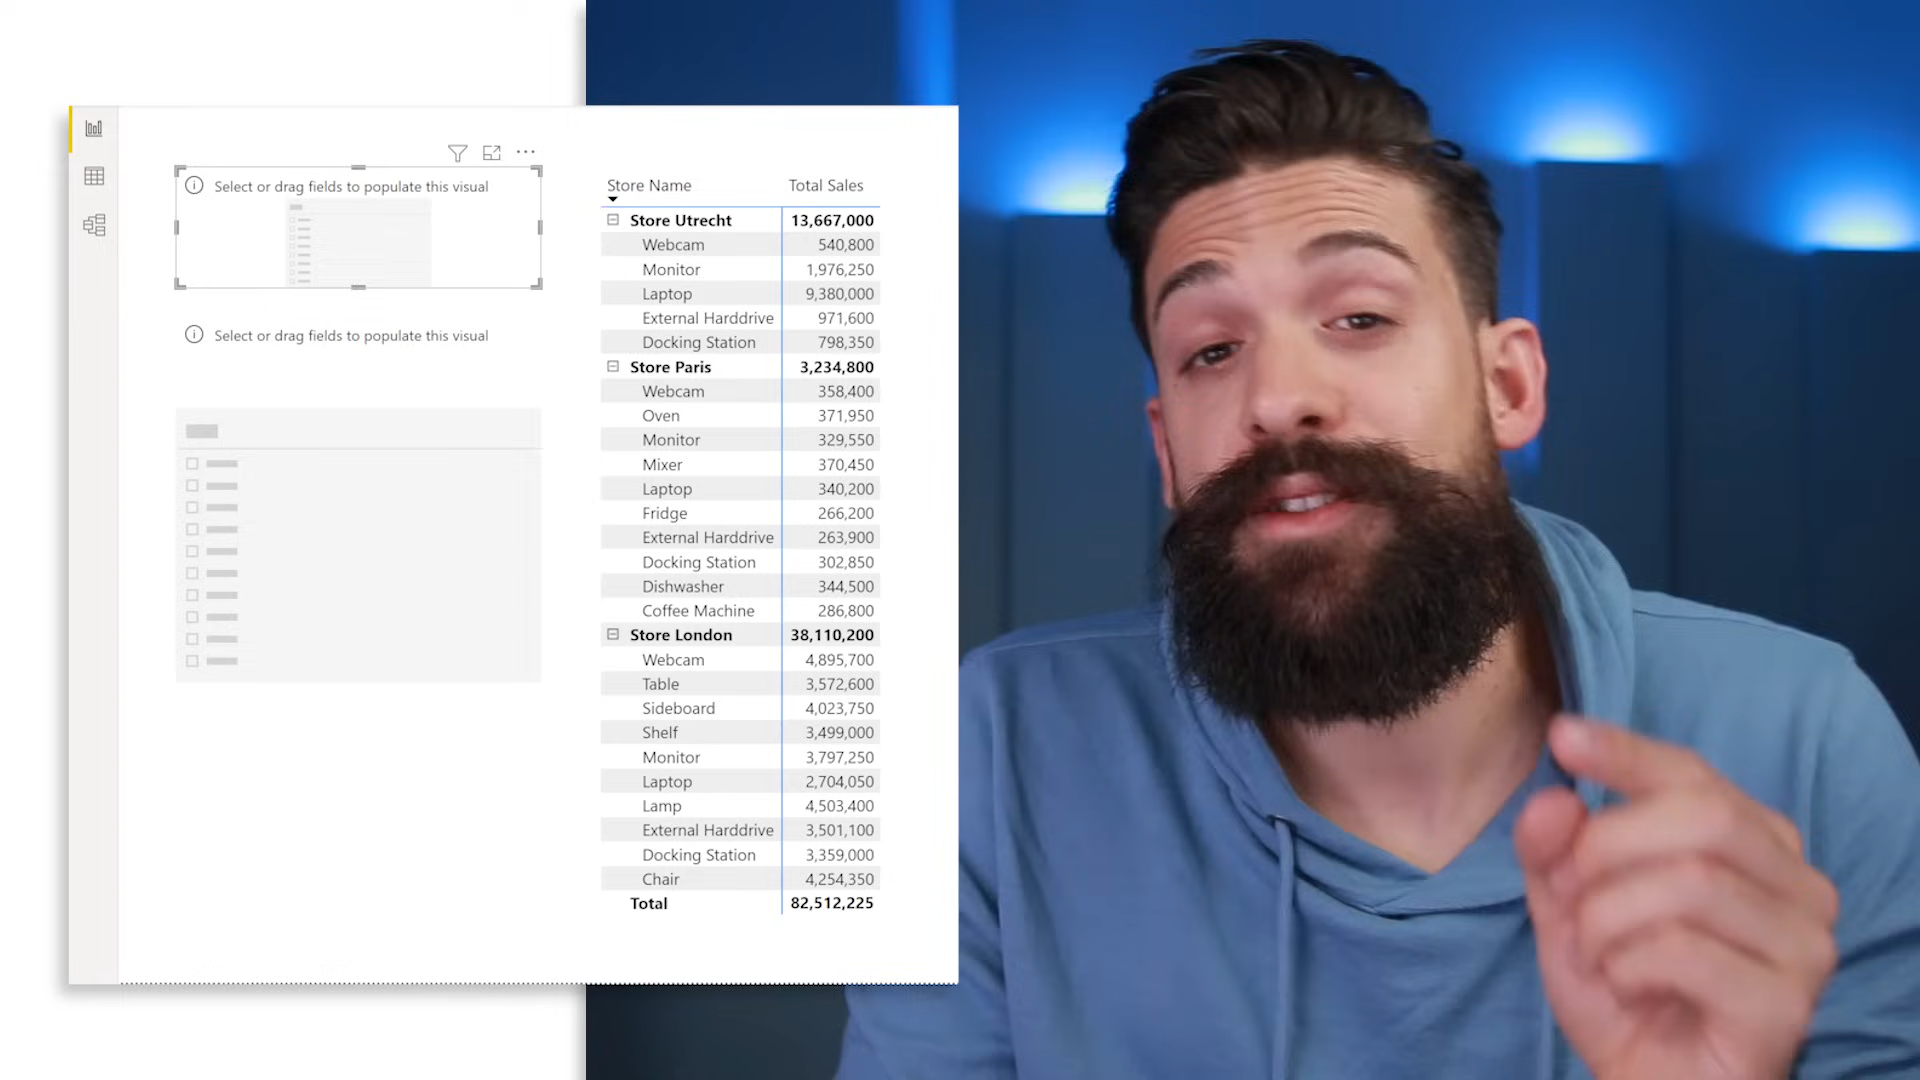 Select or drag fields to populate this visual
Select or drag fields to populate this visual
Store Name Total Sales
Store Utrecht 13,667,000
Webcam 540,800
Monitor 1,976,250
Laptop 9,380,000
External Harddrive 971,600
Docking Station 798,350
Store Paris 3,234,800
Webcam 358,400
Oven 371,950
Monitor 329,550
Mixer 370,450
Laptop 340,200
Fridge 266,200
External Harddrive 263,900
Docking Station 302,850
Dishwasher 344,500
Coffee Machine 286,800
Store London 38,110,200
Webcam 4,895,700
Table 3,572,600
Sideboard 4,023,750
Shelf 3,499,000
Monitor 3,797,250
Laptop 2,704,050
Lamp 4,503,400
External Harddrive 3,501,100
Docking Station 3,359,000
Chair 4,254,350
Total 82,512,225